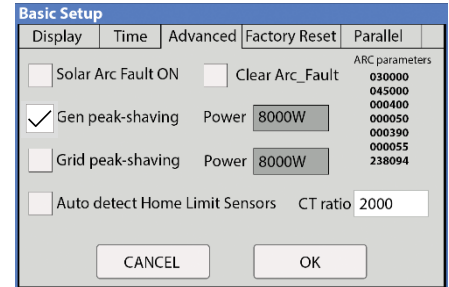 Basic Setup
Display Time Advanced Factory Reset Parallel
ARC parameters
Solar Arc Fault ON Clear Arc_Fault
030000
045000
000400
000050
000390
000055
238094
Gen peak-shaving Power 8000W
Grid peak-shaving Power 8000W
Auto detect Home Limit Sensors CT ratio 2000
CANCEL OK